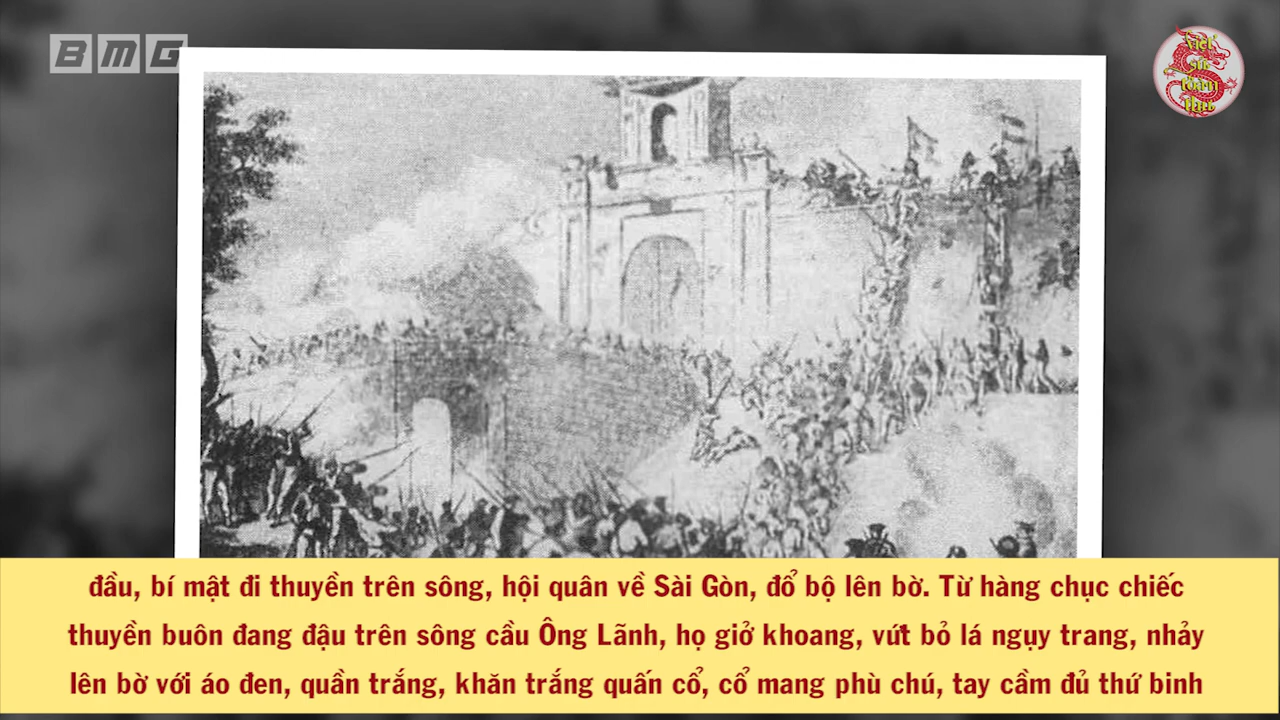 BMG
đầu, bí mật đi thuyền trên sông, hội quân về Sài Gòn, đổ bộ lên bờ. Từ hàng chục chiếc
thuyền buôn đang đậu trên sông cầu Ông Lãnh, họ giở khoang, vứt bỏ lá ngụy trang, nhảy
lên bờ với áo đen, quần trắng, khăn trắng quấn cổ, cổ mang phù chú, tay cầm đủ thứ binh